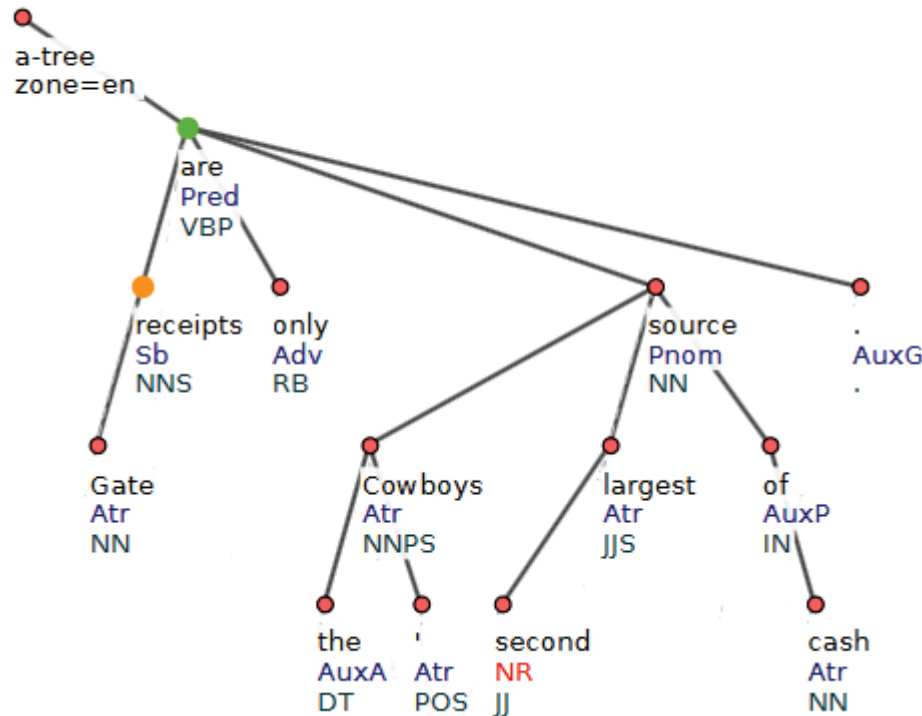 a-tree
zone=en
are
Pred
VBP
receipts
Sb
NNS
only
Adv
RB
source
Pnom
NN
.
AuxG
.
Gate
Atr
NN
Cowboys
Atr
NNPS
largest
Atr
JJS
of
AuxP
IN
the
AuxA
DT
'
Atr
POS
second
NR
JJ
cash
Atr
NN